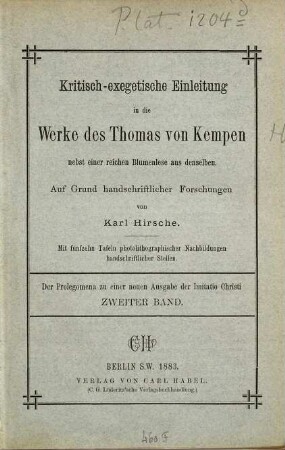 P. lat. 1204
Kritisch-exegetische Einleitung
in die
Werke des Thomas von Kempen
nebst einer reichen Blumenlese aus denselben.
Auf Grund handschriftlicher Forschungen
von
Karl Hirsche.
Mit fünfzehn Tafeln photolithographischer Nachbildungen
handschriftlicher Stellen.
Der Prolegomena zu einer neuen Ausgabe der Imitatio Christi
ZWEITER BAND.
BERLIN S.W. 1883.
VERLAG VON CARL HABEL.
(C. G. Lüderitz'sche Verlagsbuchhandlung.)